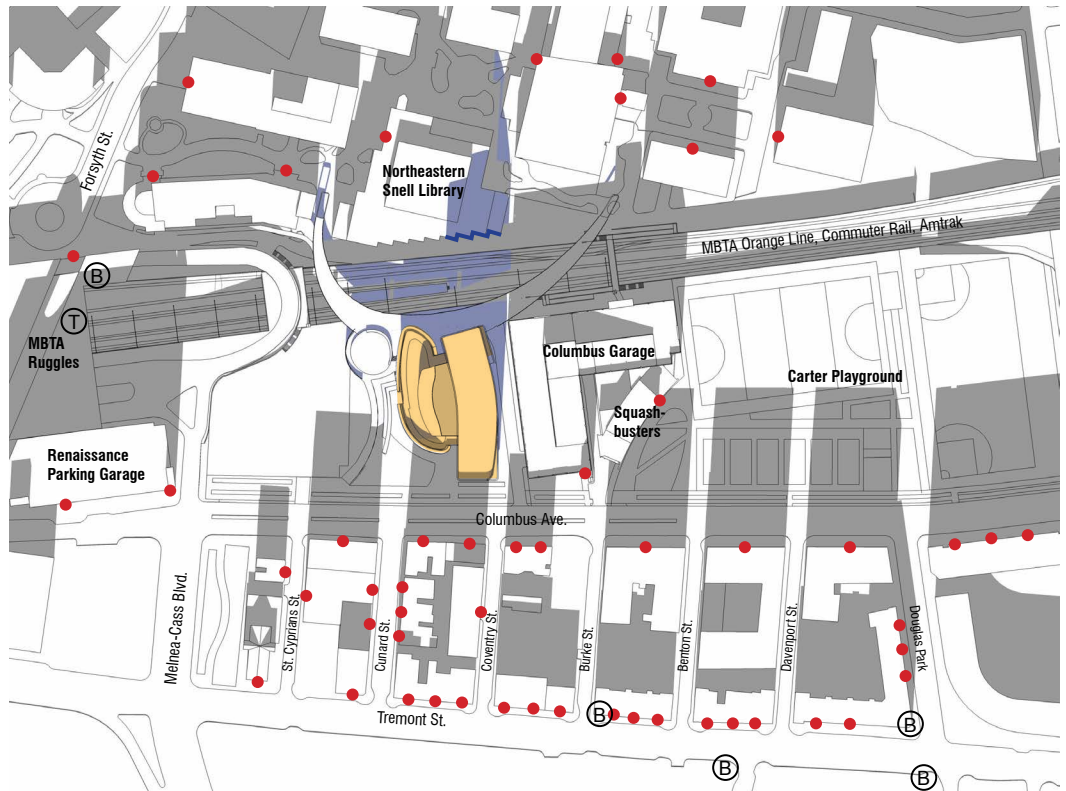 Forsyth St.
Northeastern
Snell Library
MBTA Orange Line, Commuter Rail, Amtrak
B
T
MBTA
Ruggles
Columbus Garage
Carter Playground
Squash-
busters
Renaissance
Parking Garage
Columbus Ave.
Melnea-Cass Blvd.
St. Cyprians St.
Cunard St.
Coventry St.
Burke St.
Benton St.
Davenport St.
Douglas Park
Tremont St.
B
B
B
B